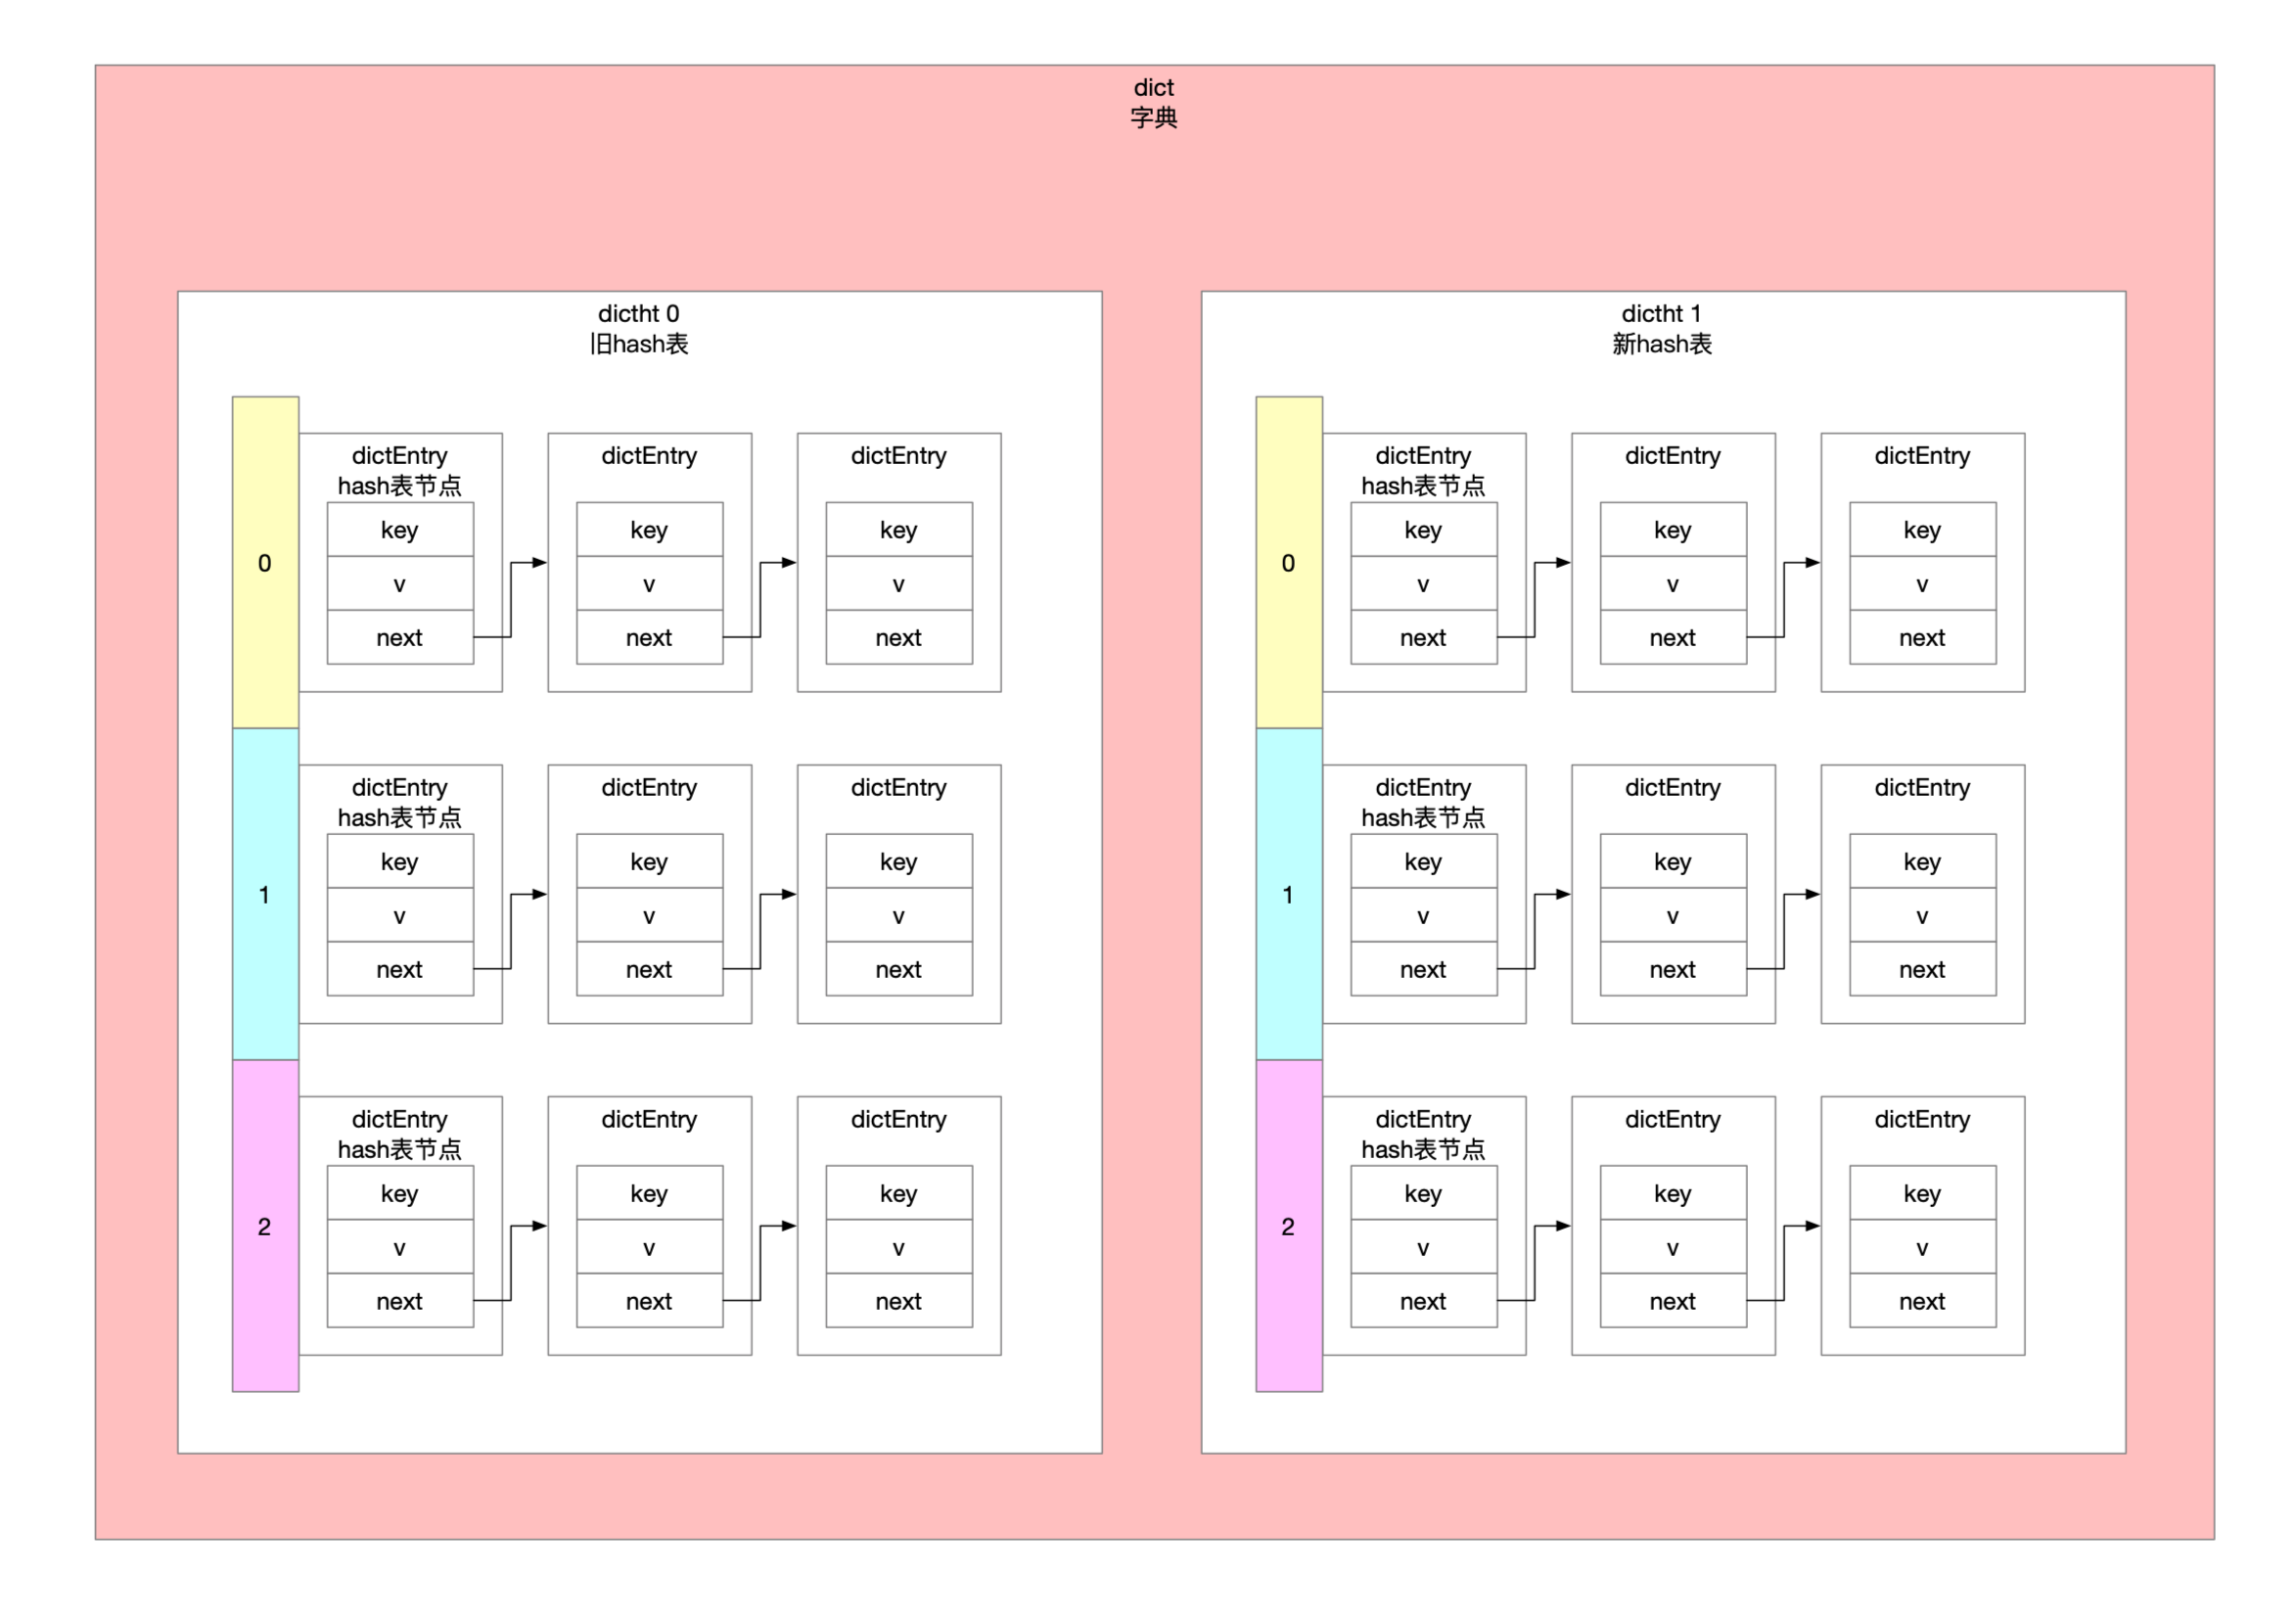 dict
字典
dictht 0
旧hash表
0
dictEntry
hash表节点
key
v
next
dictEntry
key
v
next
dictEntry
key
v
next
1
dictEntry
hash表节点
key
v
next
dictEntry
key
v
next
dictEntry
key
v
next
2
dictEntry
hash表节点
key
v
next
dictEntry
key
v
next
dictEntry
key
v
next
dictht 1
新hash表
0
dictEntry
hash表节点
key
v
next
dictEntry
key
v
next
dictEntry
key
v
next
1
dictEntry
hash表节点
key
v
next
dictEntry
key
v
next
dictEntry
key
v
next
2
dictEntry
hash表节点
key
v
next
dictEntry
key
v
next
dictEntry
key
v
next